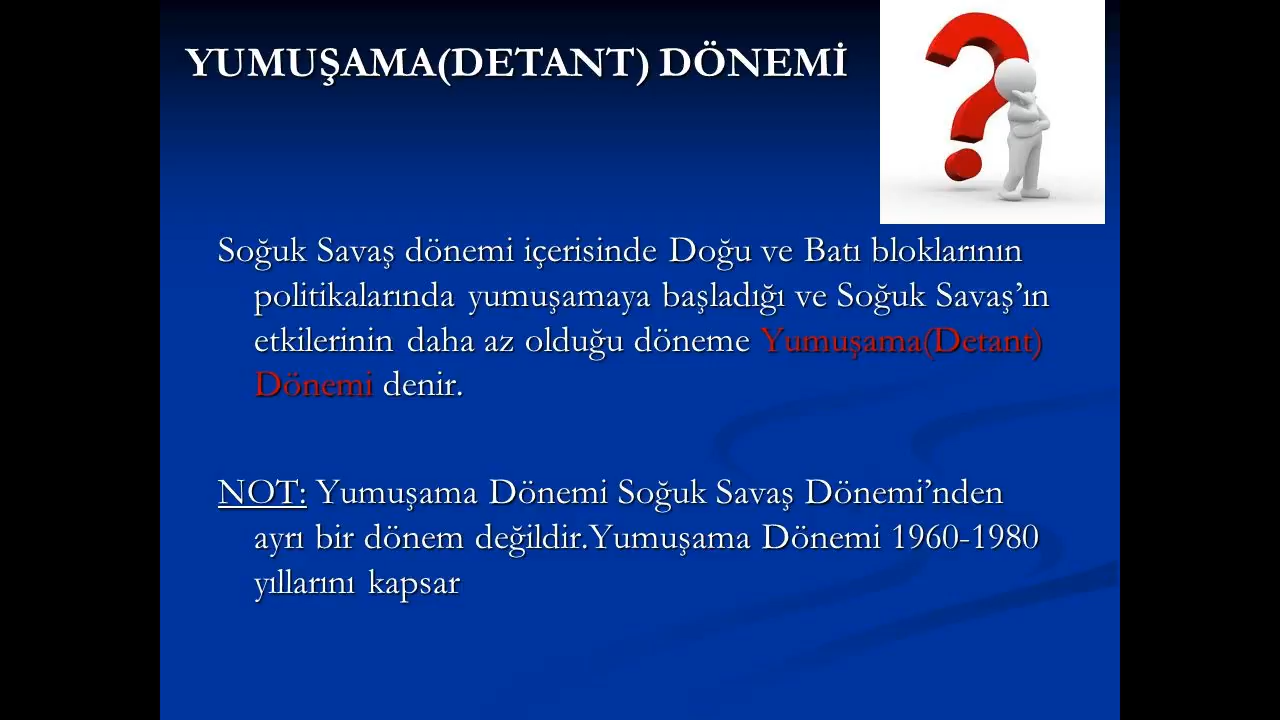 YUMUŞAMA(DETANT) DÖNEMİ
Soğuk Savaş dönemi içerisinde Doğu ve Batı bloklarının
politikalarında yumuşamaya başladığı ve Soğuk Savaş’ın
etkilerinin daha az olduğu döneme Yumuşama(Detant)
Dönemi denir.
NOT: Yumuşama Dönemi Soğuk Savaş Dönemi’nden
ayrı bir dönem değildir.Yumuşama Dönemi 1960-1980
yıllarını kapsar